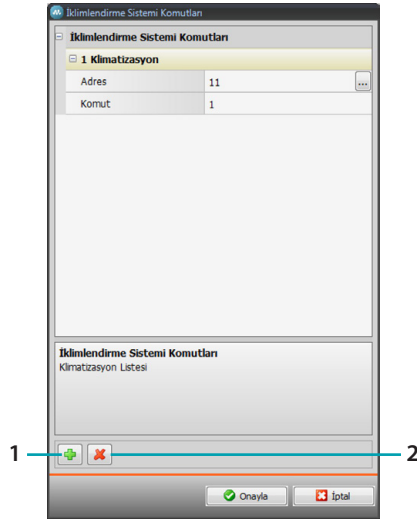 İklimlendirme Sistemi Komutları
İklimlendirme Sistemi Komutları
1 Klimatizasyon
Adres 11 ...
Komut 1
İklimlendirme Sistemi Komutları
Klimatizasyon Listesi
1 2
Onayla İptal